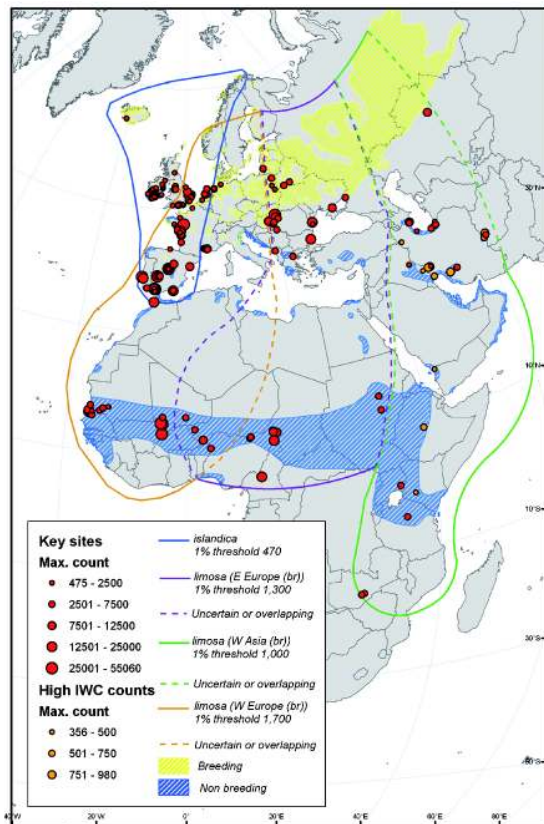 30°N
10°N
10°S
30°S
50°S
40°W
20°W
0°
20°E
40°E
60°E
80°E
Key sites
Max. count
475 - 2500
2501 - 7500
7501 - 12500
12501 - 25000
25001 - 55060
High IWC counts
Max. count
356 - 500
501 - 750
751 - 980
islandica
1% threshold 470
limosa (E Europe (br))
1% threshold 1,300
Uncertain or overlapping
limosa (W Asia (br))
1% threshold 1,000
Uncertain or overlapping
limosa (W Europe (br))
1% threshold 1,700
Uncertain or overlapping
Breeding
Non breeding